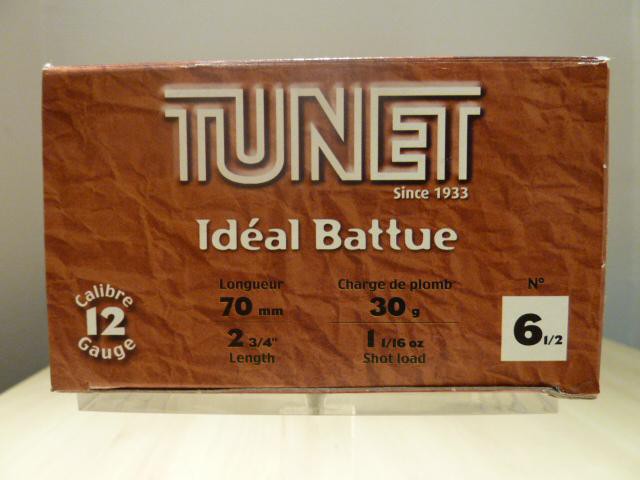 TUNET
Since 1933
Idéal Battue
Calibre
12
Gauge
Longueur
70 mm
2 3/4"
Length
Charge de plomb
30 g
1 1/16 oz
Shot load
N°
6 1/2